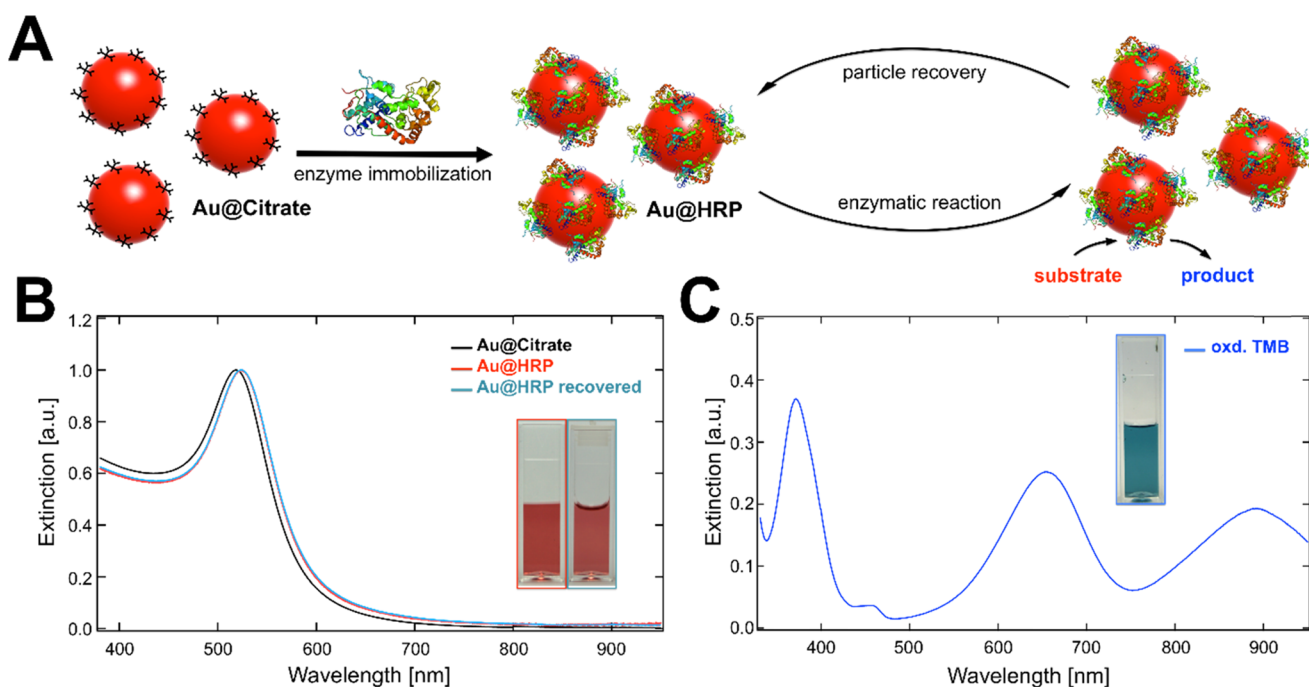 A
Au@Citrate
enzyme immobilization
Au@HRP
particle recovery
enzymatic reaction
substrate
product
B
Extinction [a.u.]
1.2
1.0
0.8
0.6
0.4
0.2
0.0
Au@Citrate
Au@HRP
Au@HRP recovered
400 500 600 700 800 900
Wavelength [nm]
C
Extinction [a.u.]
0.5
0.4
0.3
0.2
0.1
0.0
oxd. TMB
400 500 600 700 800 900
Wavelength [nm]